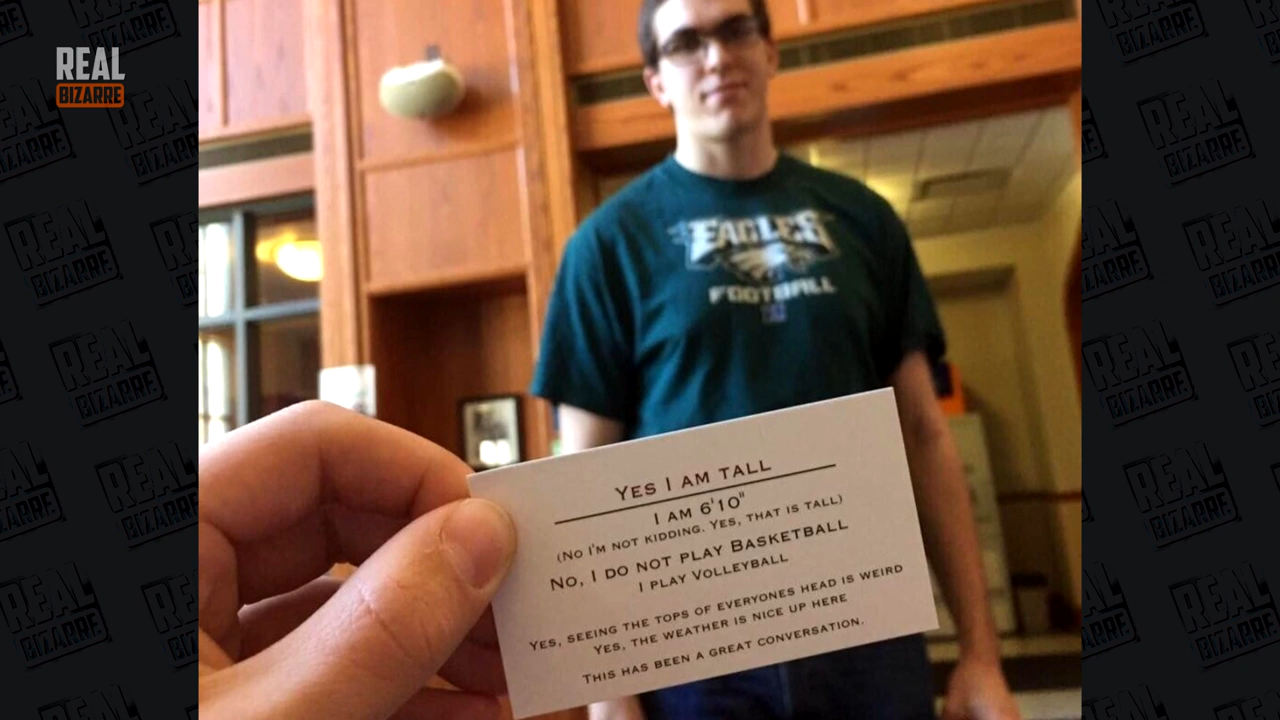 REAL
BIZARRE
EAGLES
FOOTBALL
YES I AM TALL
I AM 6'10"
(NO I'M NOT KIDDING. YES, THAT IS TALL)
NO, I DO NOT PLAY BASKETBALL
I PLAY VOLLEYBALL
YES, SEEING THE TOPS OF EVERYONES HEAD IS WEIRD
YES, THE WEATHER IS NICE UP HERE
THIS HAS BEEN A GREAT CONVERSATION.